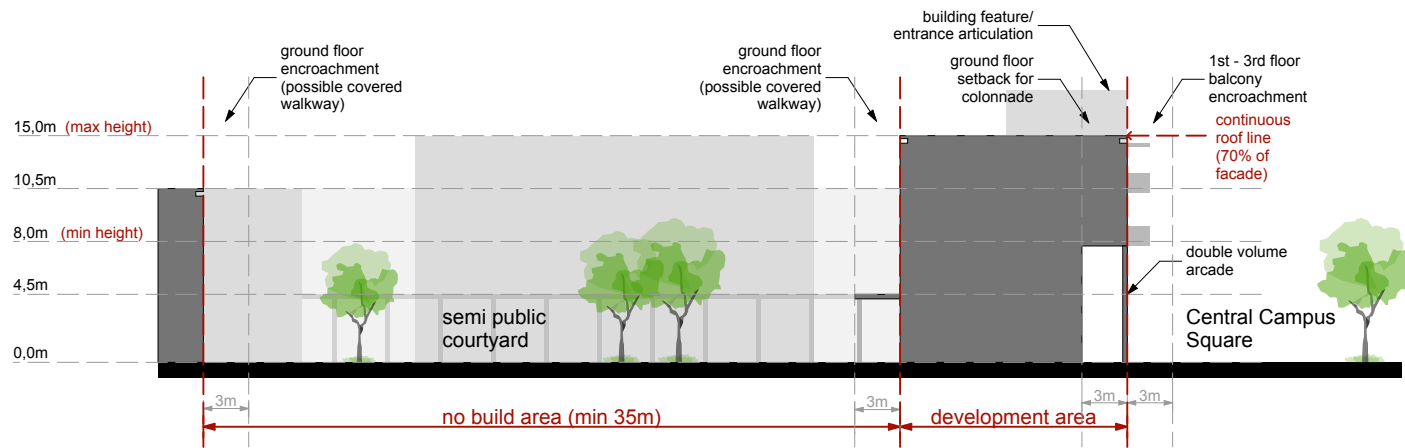 building feature/
entrance articulation
ground floor
encroachment
(possible covered
walkway)
ground floor
encroachment
(possible covered
walkway)
ground floor
setback for
colonnade
1st - 3rd floor
balcony
encroachment
15,0m (max height)
continuous
roof line
(70% of
facade)
10,5m
8,0m (min height)
double volume
arcade
4,5m
semi public
courtyard
Central Campus
Square
0,0m
3m
3m
3m
3m
no build area (min 35m)
development area